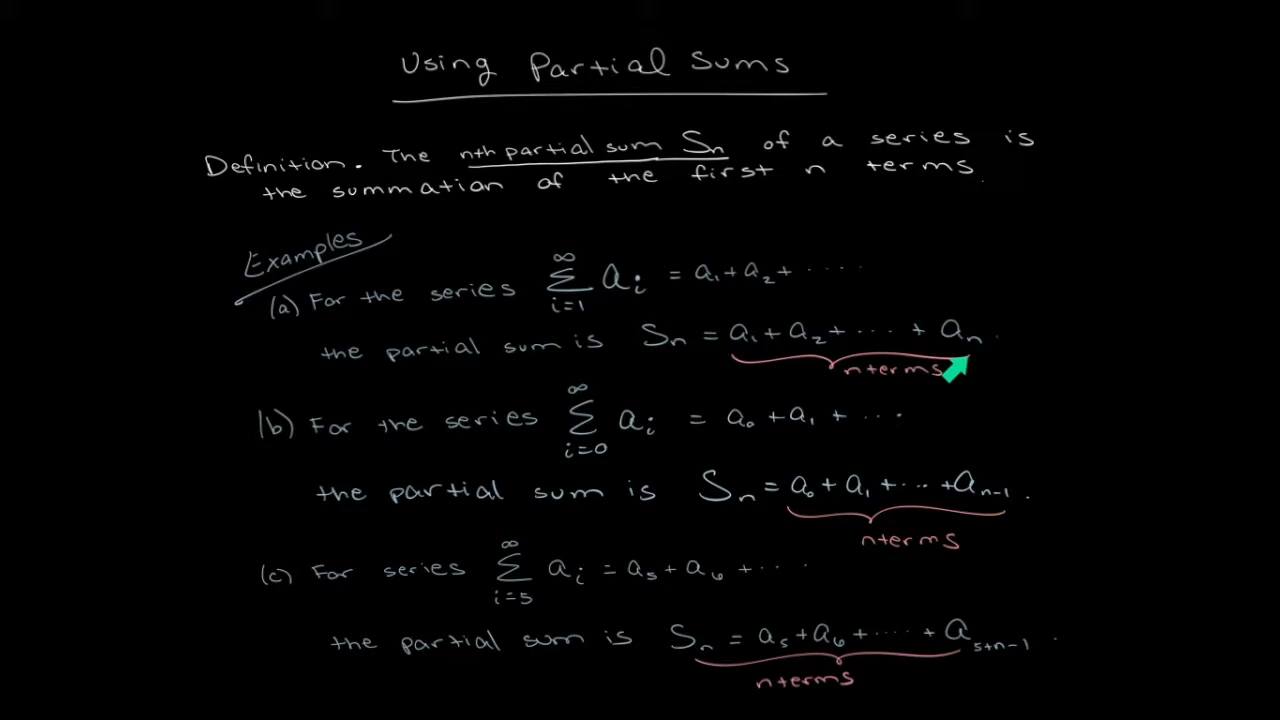 Using Partial Sums
Definition. The nth partial sum Sₙ of a series is
the summation of the first n terms.
Examples
(a) For the series ∞ Σ i=1 aᵢ = a₁ + a₂ + ·····
the partial sum is Sₙ = a₁ + a₂ + ···· + aₙ.
n terms
(b) For the series ∞ Σ i=0 aᵢ = a₀ + a₁ + ···
the partial sum is Sₙ = a₀ + a₁ + ··· + aₙ₋₁.
n terms
(c) For series ∞ Σ i=5 aᵢ = a₅ + a₆ + ····
the partial sum is Sₙ = a₅ + a₆ + ···· + a₅₊ₙ₋₁.
n terms